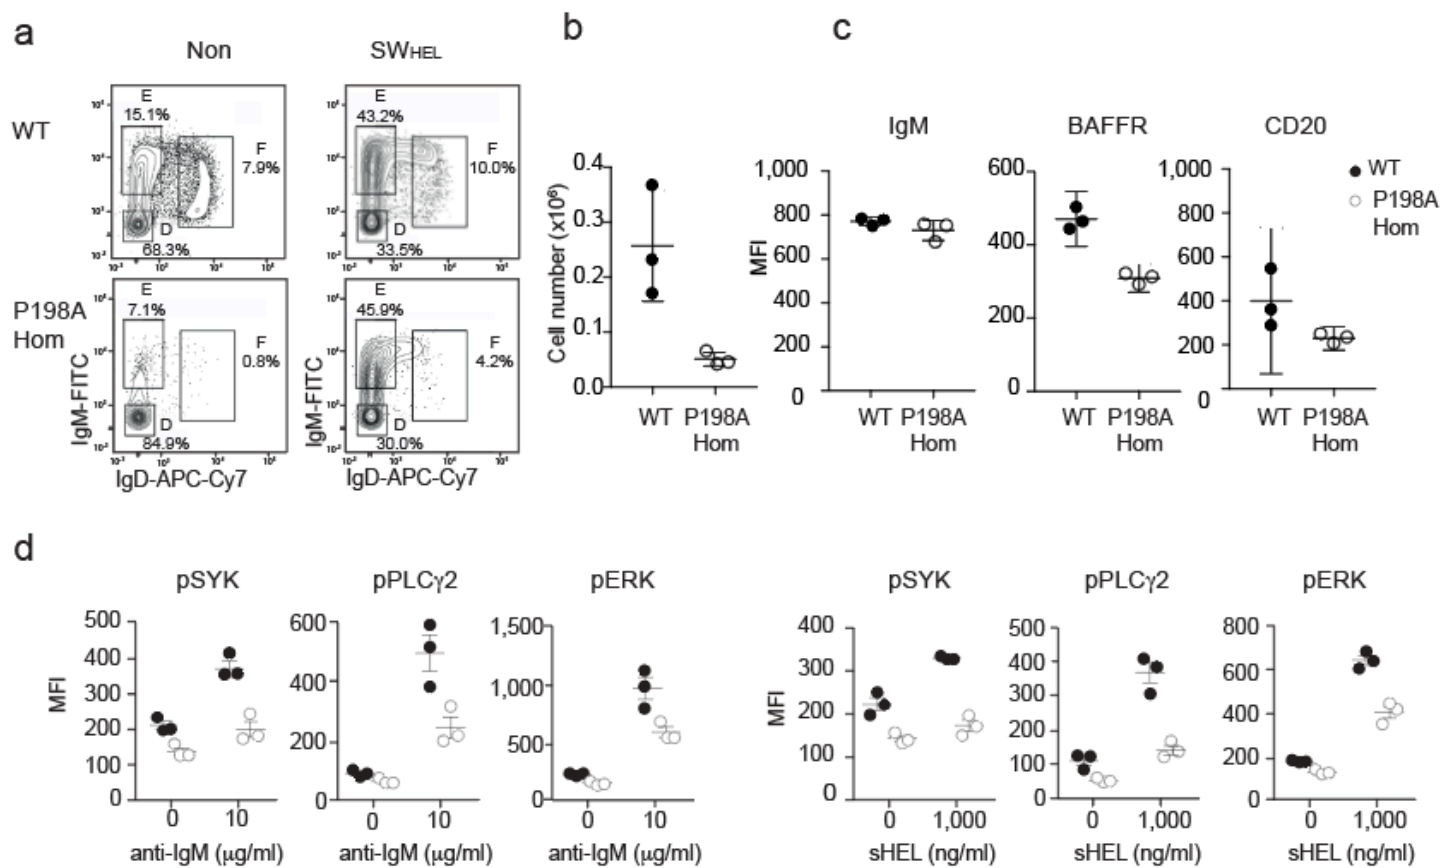 a
Non
SWHEL
WT
E
15.1%
F
7.9%
D
68.3%
E
43.2%
F
10.0%
D
33.5%
P198A
Hom
E
7.1%
F
0.8%
D
84.9%
E
45.9%
F
4.2%
D
30.0%
IgM-FITC
IgM-FITC
IgD-APC-Cy7
IgD-APC-Cy7
b
Cell number (x10⁶)
0.4
0.3
0.2
0.1
0.0
WT
P198A
Hom
c
IgM
MFI
1,000
800
600
400
200
0
WT
P198A
Hom
BAFFR
600
400
200
0
WT
P198A
Hom
CD20
1,000
800
600
400
200
0
WT
P198A
Hom
WT
P198A
Hom
d
pSYK
MFI
500
400
300
200
100
0
0
10
anti-IgM (μg/ml)
pPLCγ2
600
400
200
0
0
10
anti-IgM (μg/ml)
pERK
1,500
1,000
500
0
0
10
anti-IgM (μg/ml)
pSYK
MFI
400
300
200
100
0
0
1,000
sHEL (ng/ml)
pPLCγ2
500
400
300
200
100
0
0
1,000
sHEL (ng/ml)
pERK
800
600
400
200
0
0
1,000
sHEL (ng/ml)